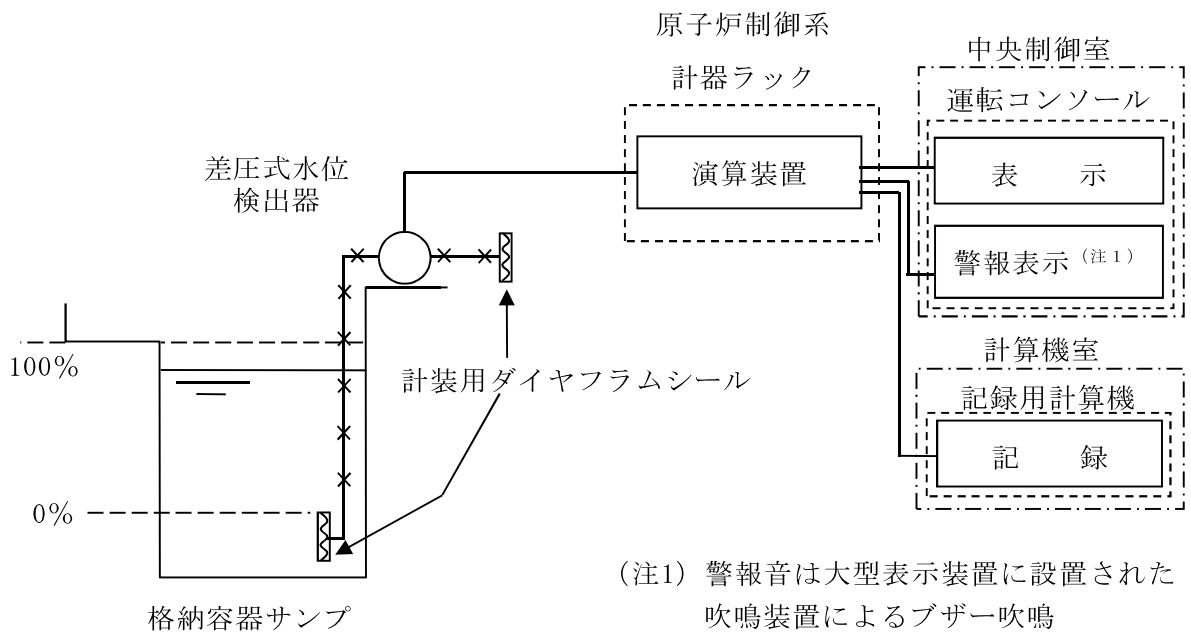 原子炉制御系
計器ラック
演算装置
中央制御室
運転コンソール
表　示
警報表示（注１）
差圧式水位
検出器
計算機室
記録用計算機
記　録
100%
計装用ダイヤフラムシール
0%
格納容器サンプ
（注1）警報音は大型表示装置に設置された
吹鳴装置によるブザー吹鳴